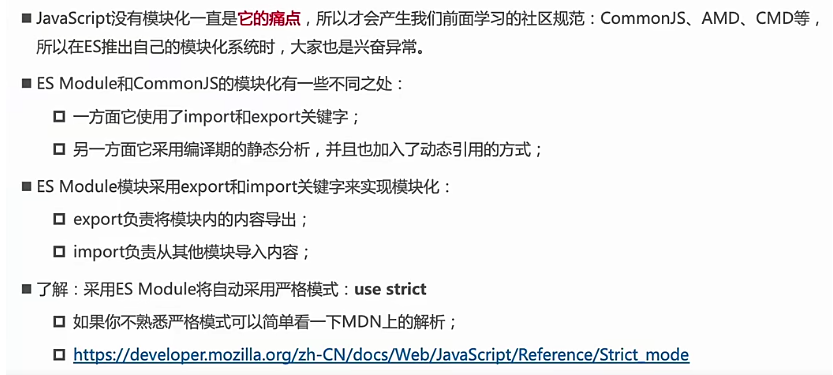 ■ JavaScript没有模块化一直是它的痛点，所以才会产生我们前面学习的社区规范：CommonJS、AMD、CMD等，
所以在ES推出自己的模块化系统时，大家也是兴奋异常。
■ ES Module和CommonJS的模块化有一些不同之处：
一方面它使用了import和export关键字；
另一方面它采用编译期的静态分析，并且也加入了动态引用的方式；
■ ES Module模块采用export和import关键字来实现模块化：
export负责将模块内的内容导出；
import负责从其他模块导入内容；
■ 了解：采用ES Module将自动采用严格模式：use strict
如果你不熟悉严格模式可以简单看一下MDN上的解析；
https://developer.mozilla.org/zh-CN/docs/Web/JavaScript/Reference/Strict_mode